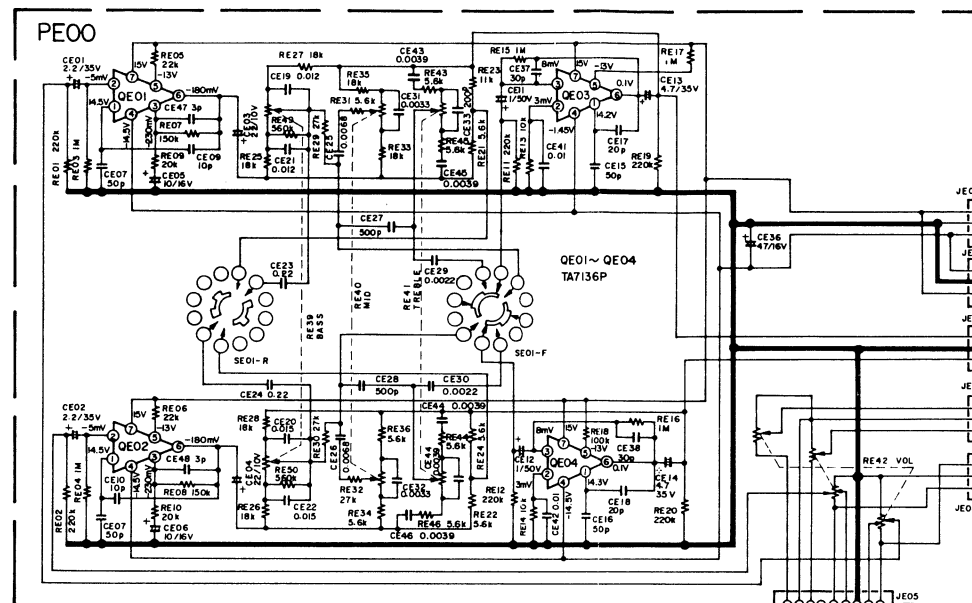 PE00
CE01
2.2/35V
-5mV
15V
RE05
22k
-13V
-180mV
QE01
14.5V
CE47 3p
-14.5V
-230mV
RE07
150k
RE09
20k
CE09
10p
CE05
10/16V
CE07
50p
RE01 220k
RE03 1M
CE03
2.2/10V
RE27 18k
CE19
0.012
RE49
560k
RE25
18k
CE21
0.012
RE29 27k
CE25
0.0068
RE35
18k
RE31 5.6k
CE31
0.0033
RE33
18k
CE43
0.0039
RE43
5.6k
CE33
200P
RE45
5.6k
CE45
0.0039
RE23
11k
RE21 5.6k
RE15 1M
CE37
30p
8mV
CE11
1/50V
3mV
RE11 220k
RE13 10k
CE41
0.01
15V
-13V
QE03
0.1V
14.2V
-1.45V
CE17
20p
CE15
50p
RE19
220k
RE17
1M
CE13
4.7/35V
CE27
500p
CE29
0.0022
QE01~QE04
TA7136P
CE36
47/16V
CE23
0.22
SE01-R
RE39
BASS
RE40
MID
RE41
TREBLE
SE01-F
CE24 0.22
CE28
500p
CE30
0.0022
CE02
2.2/35V
-5mV
15V
RE06
22k
-13V
-180mV
QE02
14.5V
CE48 3p
-14.5V
-230mV
RE08 150k
RE10
20k
CE10
10p
CE06
10/16V
CE07
50p
RE02
220k
RE04 1M
CE04
22/10V
RE28
18k
CE20
0.015
RE50
560k
RE26
18k
CE22
0.015
RE30 27k
CE26
0.0068
RE36
5.6k
RE32
27k
CE32
0.0033
RE34
5.6k
CE44 0.0039
RE44
5.6k
CE44
0.0039
RE46 5.6k
CE46 0.0039
RE24 5.6k
RE12
220k
RE22
5.6k
CE12
1/50V
8mV
3mV
15V
RE18
100k
-13V
QE04
0.1V
14.3V
-14.5V
RE14 10k
CE42 0.01
CE16
50p
CE18
20p
CE38
30p
RE16
1M
CE14
4.7
35V
RE20
220k
RE42 VOL
JE0
JE
JE
JE
JE0
JE05